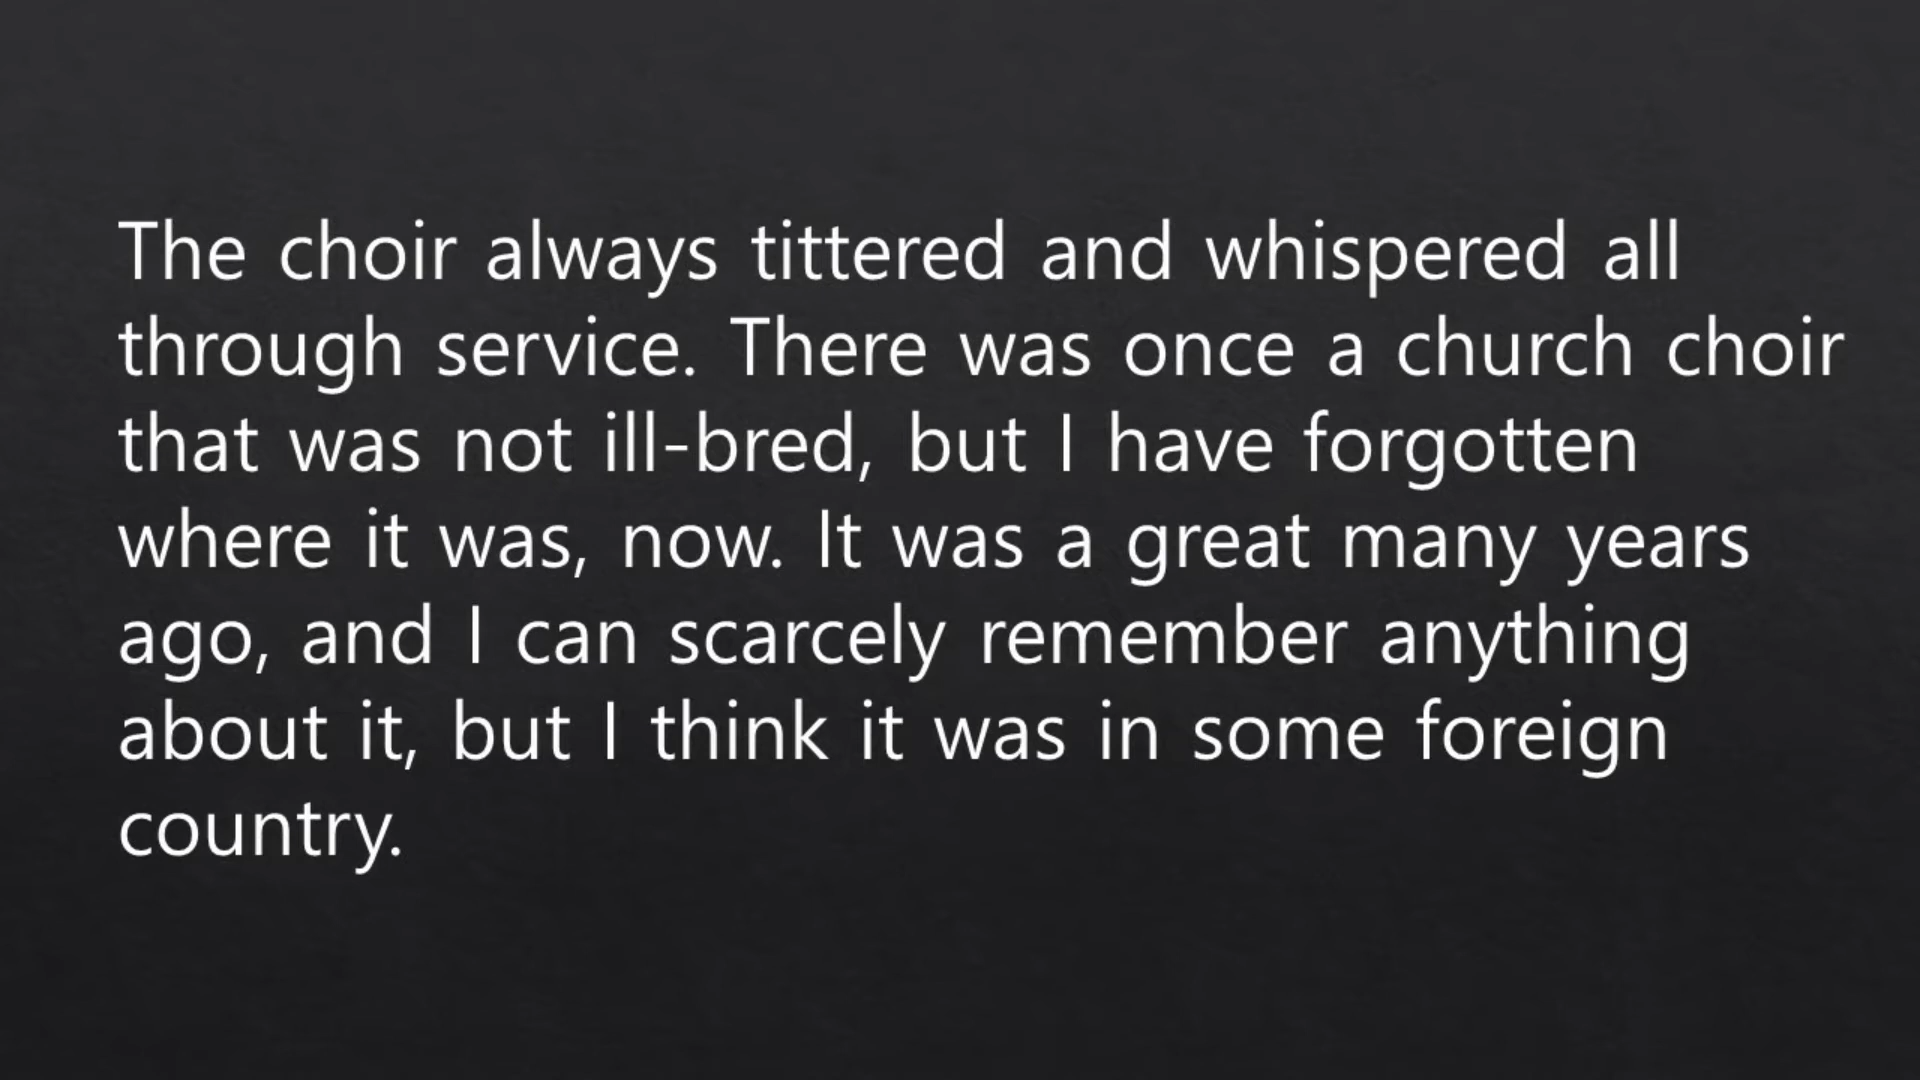 The choir always tittered and whispered all
through service. There was once a church choir
that was not ill-bred, but I have forgotten
where it was, now. It was a great many years
ago, and I can scarcely remember anything
about it, but I think it was in some foreign
country.